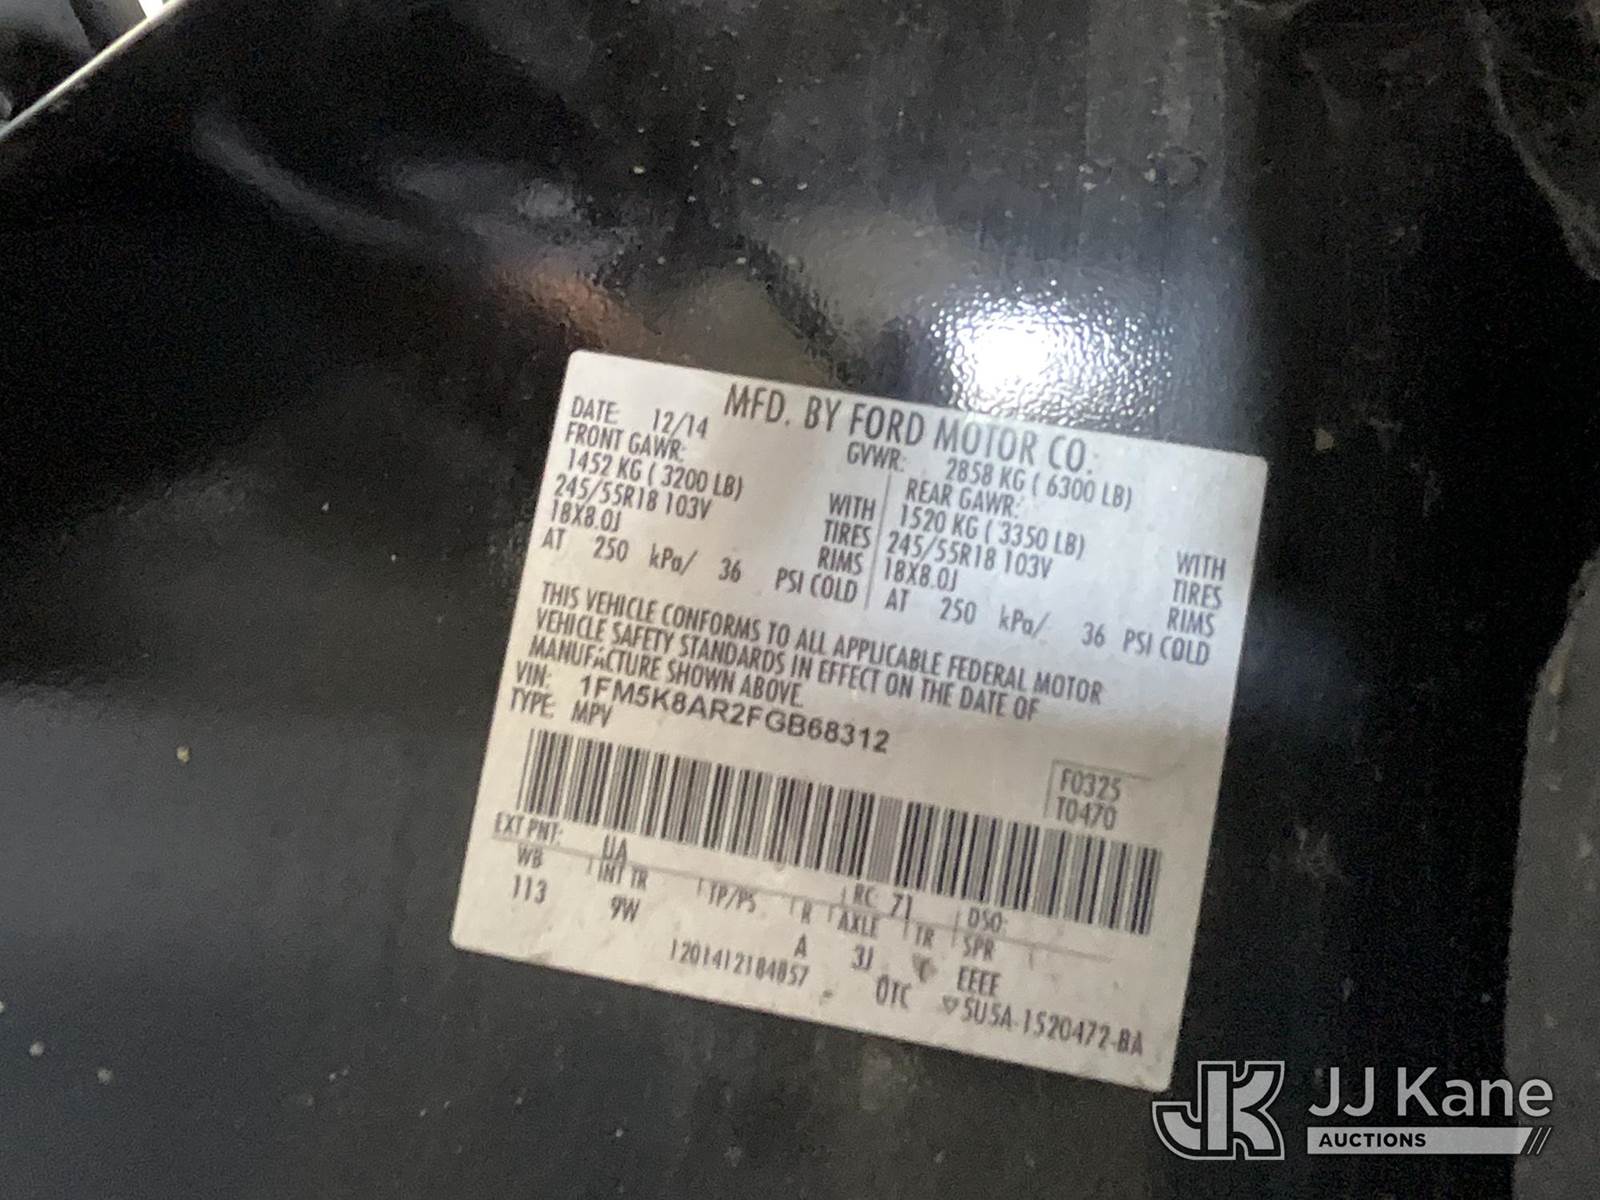 MFD. BY FORD MOTOR CO.
DATE: 12/14 GVWR: 2858 KG ( 6300 LB)
FRONT GAWR: REAR GAWR:
1452 KG ( 3200 LB) WITH 1520 KG ( 3350 LB) WITH
245/55R18 103V TIRES 245/55R18 103V TIRES
18X8.0J RIMS 18X8.0J RIMS
AT 250 kPa/ 36 PSI COLD AT 250 kPa/ 36 PSI COLD
THIS VEHICLE CONFORMS TO ALL APPLICABLE FEDERAL MOTOR
VEHICLE SAFETY STANDARDS IN EFFECT ON THE DATE OF
MANUFACTURE SHOWN ABOVE.
VIN: 1FM5K8AR2FGB68312
TYPE: MPV
F0325
T0470
EXT PNT: UA RC: 71 DSO:
WB INT TR TP/PS R AXLE TR SPR
113 9W A 3J C EEEE
1201412184857 OTC 5U5A-1520472-BA
JK JJ Kane
AUCTIONS